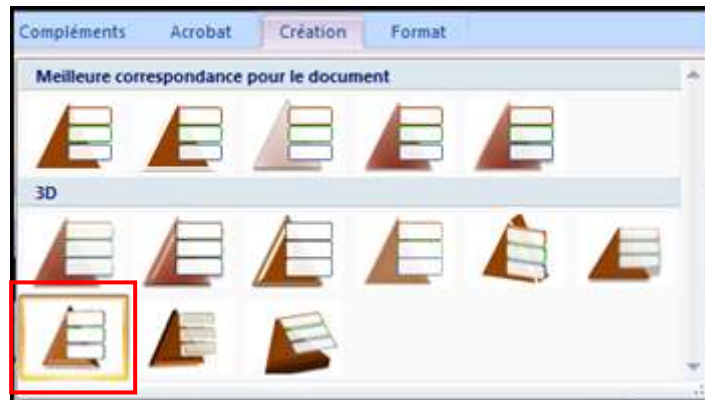 Compléments Acrobat Création Format
Meilleure correspondance pour le document
3D